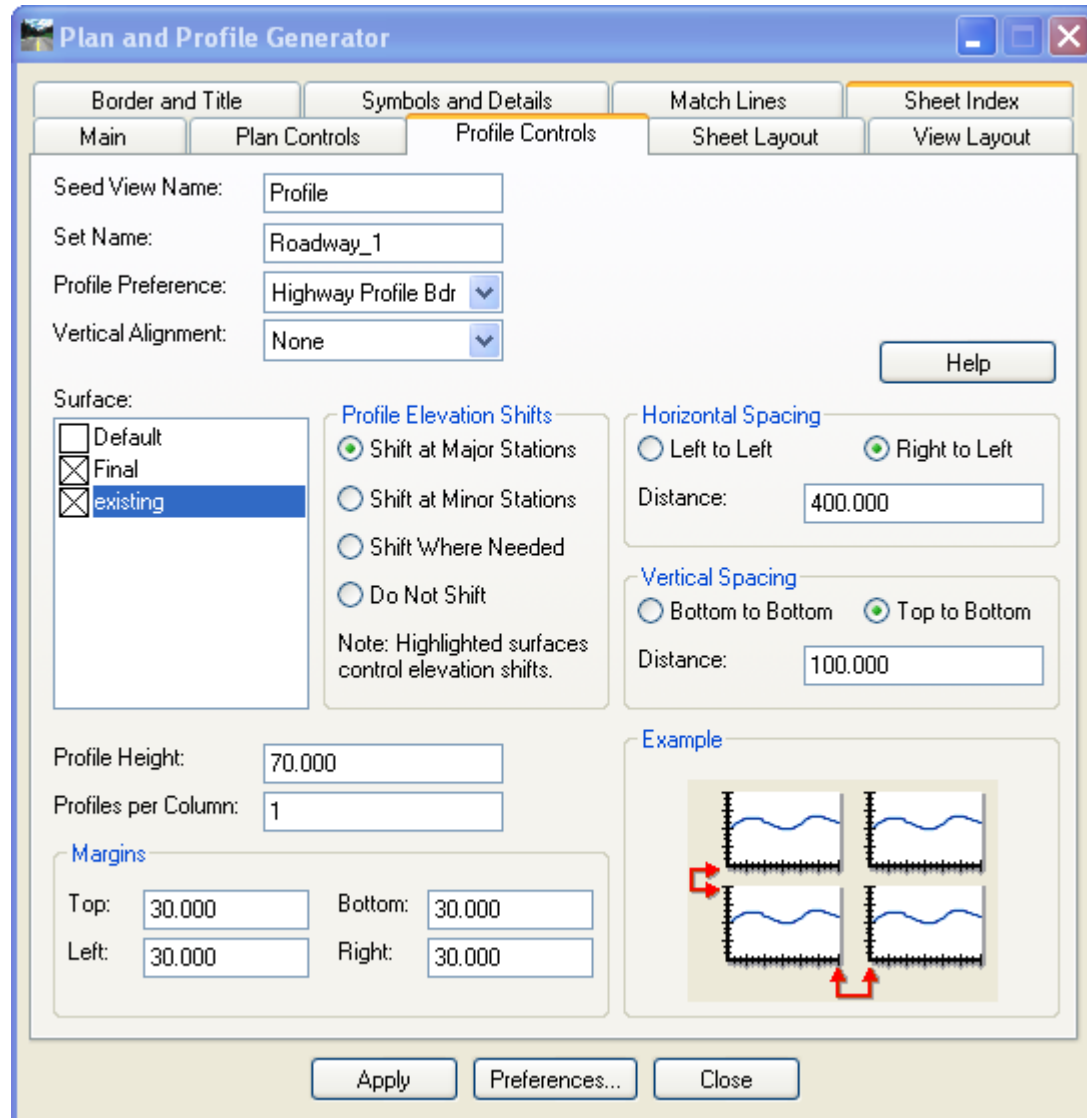 Plan and Profile Generator
Border and Title Symbols and Details Match Lines Sheet Index
Main Plan Controls Profile Controls Sheet Layout View Layout
Seed View Name: Profile
Set Name: Roadway_1
Profile Preference: Highway Profile Bdr
Vertical Alignment: None
Help
Surface:
Default
Final
existing
Profile Elevation Shifts
Shift at Major Stations
Shift at Minor Stations
Shift Where Needed
Do Not Shift
Note: Highlighted surfaces
control elevation shifts.
Horizontal Spacing
Left to Left Right to Left
Distance: 400.000
Vertical Spacing
Bottom to Bottom Top to Bottom
Distance: 100.000
Profile Height: 70.000
Profiles per Column: 1
Margins
Top: 30.000 Bottom: 30.000
Left: 30.000 Right: 30.000
Example
Apply Preferences... Close